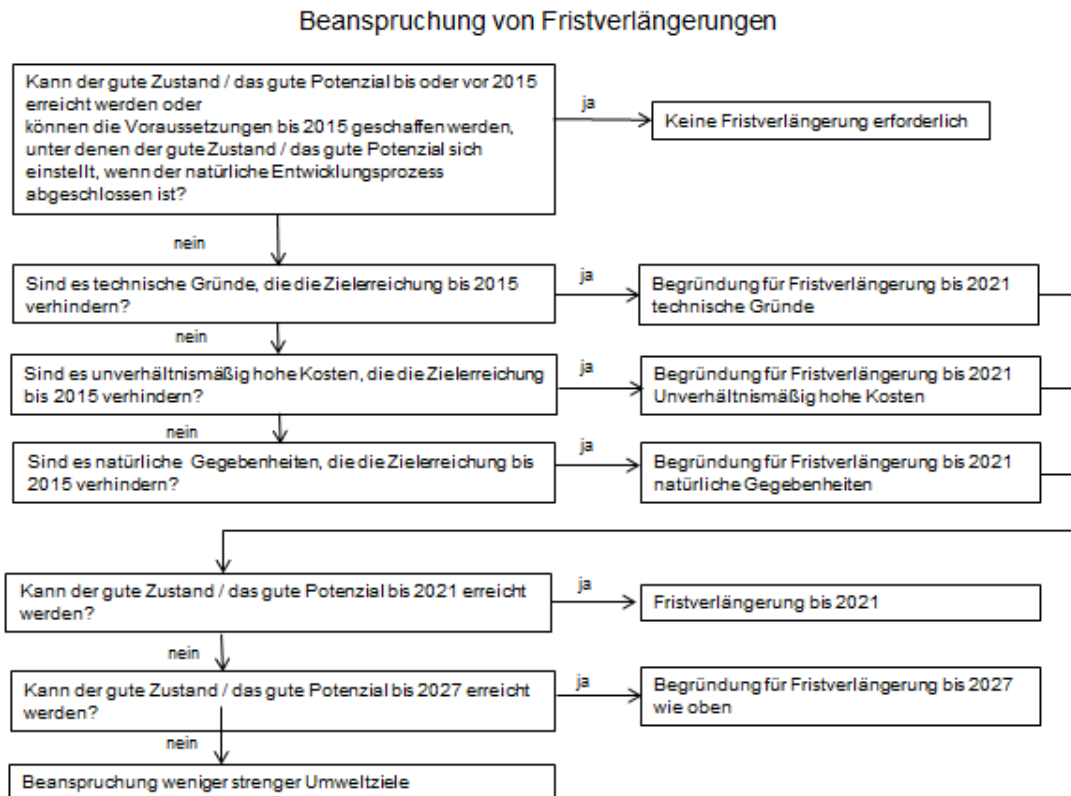 Beanspruchung von Fristverlängerungen
Kann der gute Zustand / das gute Potenzial bis oder vor 2015
erreicht werden oder
können die Voraussetzungen bis 2015 geschaffen werden,
unter denen der gute Zustand / das gute Potenzial sich
einstellt, wenn der natürliche Entwicklungsprozess
abgeschlossen ist?
ja
Keine Fristverlängerung erforderlich
nein
Sind es technische Gründe, die die Zielerreichung bis 2015
verhindern?
ja
Begründung für Fristverlängerung bis 2021
technische Gründe
nein
Sind es unverhältnismäßig hohe Kosten, die die Zielerreichung
bis 2015 verhindern?
ja
Begründung für Fristverlängerung bis 2021
Unverhältnismäßig hohe Kosten
nein
Sind es natürliche Gegebenheiten, die die Zielerreichung bis
2015 verhindern?
ja
Begründung für Fristverlängerung bis 2021
natürliche Gegebenheiten
Kann der gute Zustand / das gute Potenzial bis 2021 erreicht
werden?
ja
Fristverlängerung bis 2021
nein
Kann der gute Zustand / das gute Potenzial bis 2027 erreicht
werden?
ja
Begründung für Fristverlängerung bis 2027
wie oben
nein
Beanspruchung weniger strenger Umweltziele